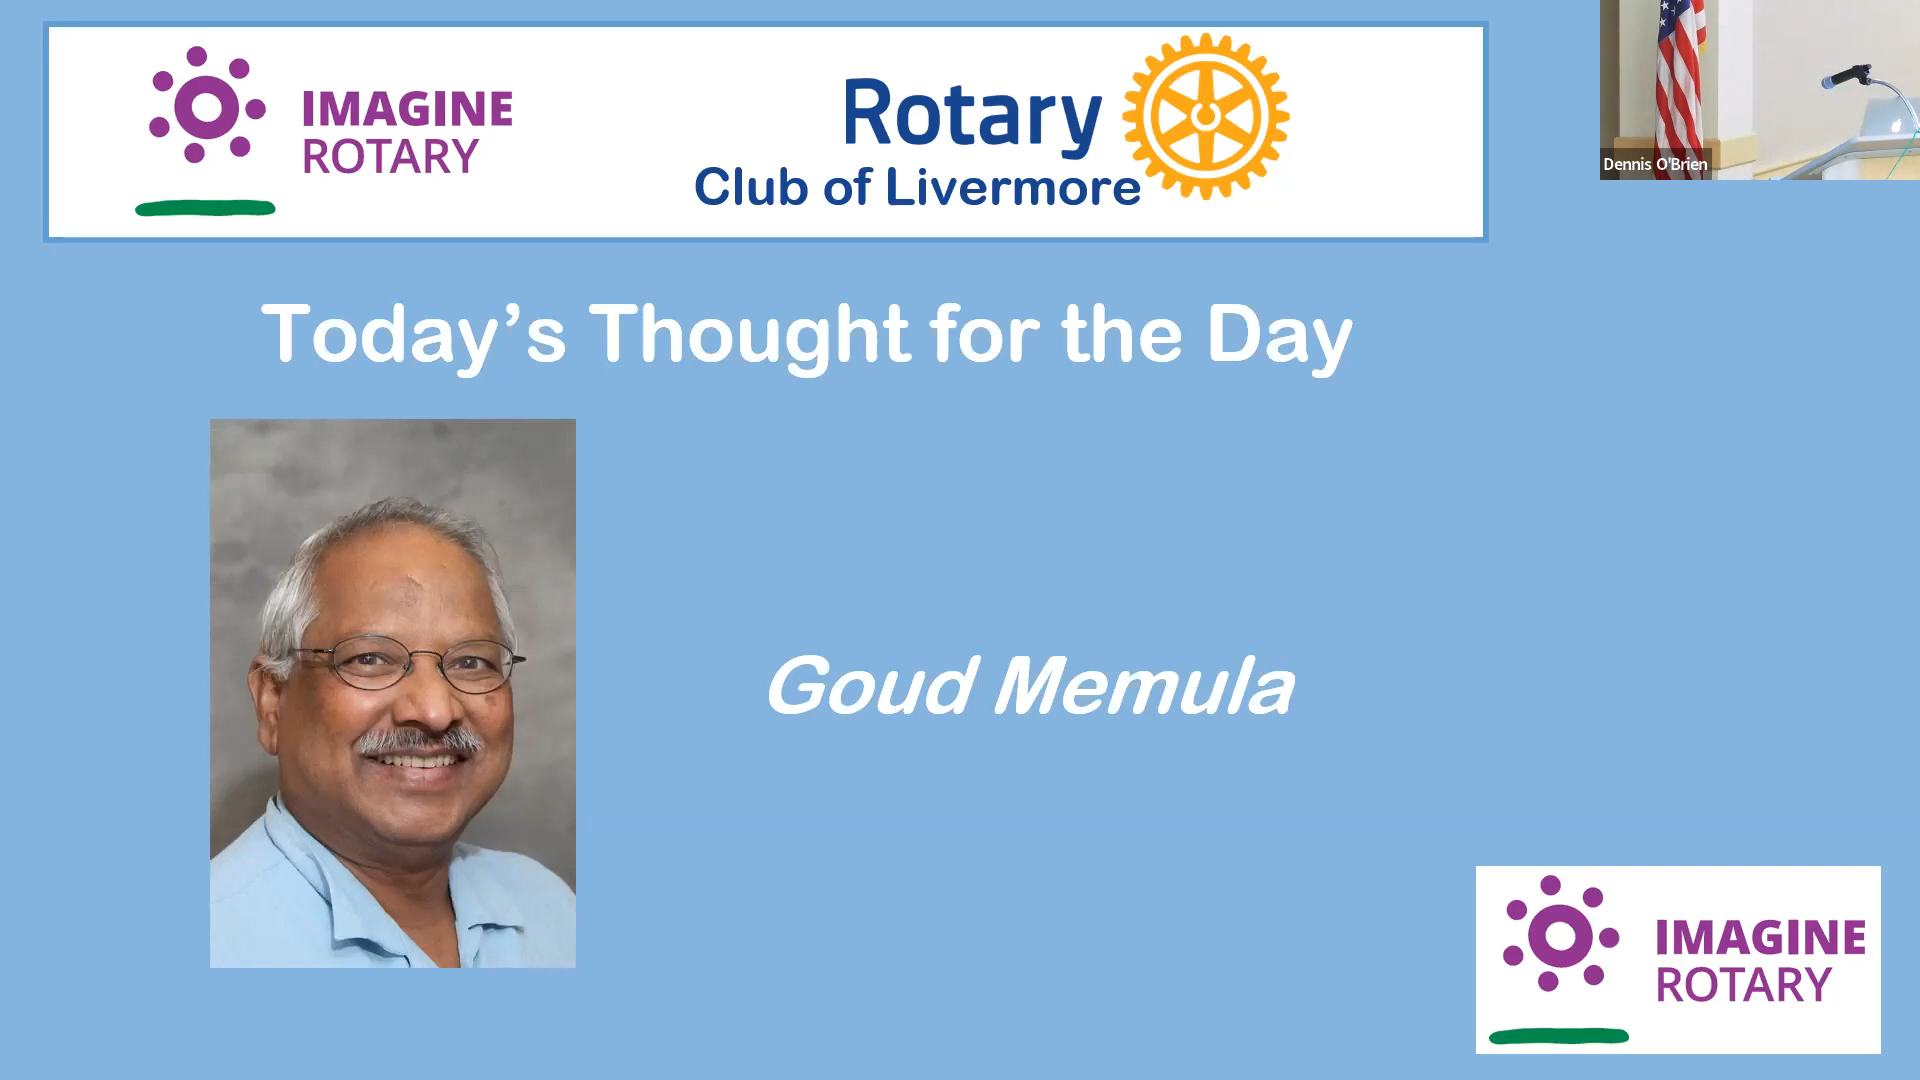 IMAGINE
ROTARY
Rotary
Club of Livermore
Dennis O'Brien
Today’s Thought for the Day
Goud Memula
IMAGINE
ROTARY